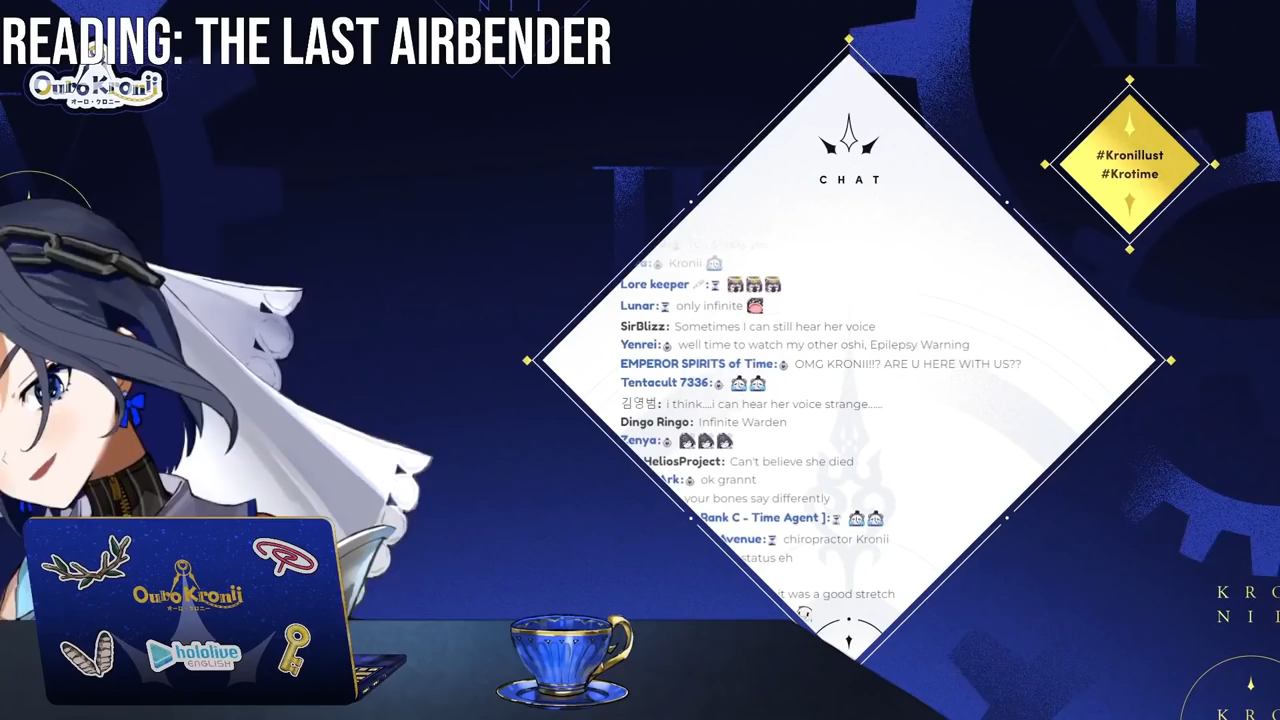 READING: THE LAST AIRBENDER
Ouro Kronii
オーロ・クロニー
#Kronillust
#Krotime
CHAT
Kronii
Lore keeper
Lunar: only infinite
SirBlizz: Sometimes I can still hear her voice
Yenrei: well time to watch my other oshi, Epilepsy Warning
EMPEROR SPIRITS of Time: OMG KRONII!!? ARE U HERE WITH US??
Tentacult 7336:
김영범: i think....i can hear her voice strange......
Dingo Ringo: Infinite Warden
Zenya:
HeliosProject: Can't believe she died
Ark: ok grannt
your bones say differently
Rank C - Time Agent ]:
Avenue: chiropractor Kronii
status eh
it was a good stretch
Ouro Kronii
オーロ・クロニー
hololive
ENGLISH
KRO
NII
KRO